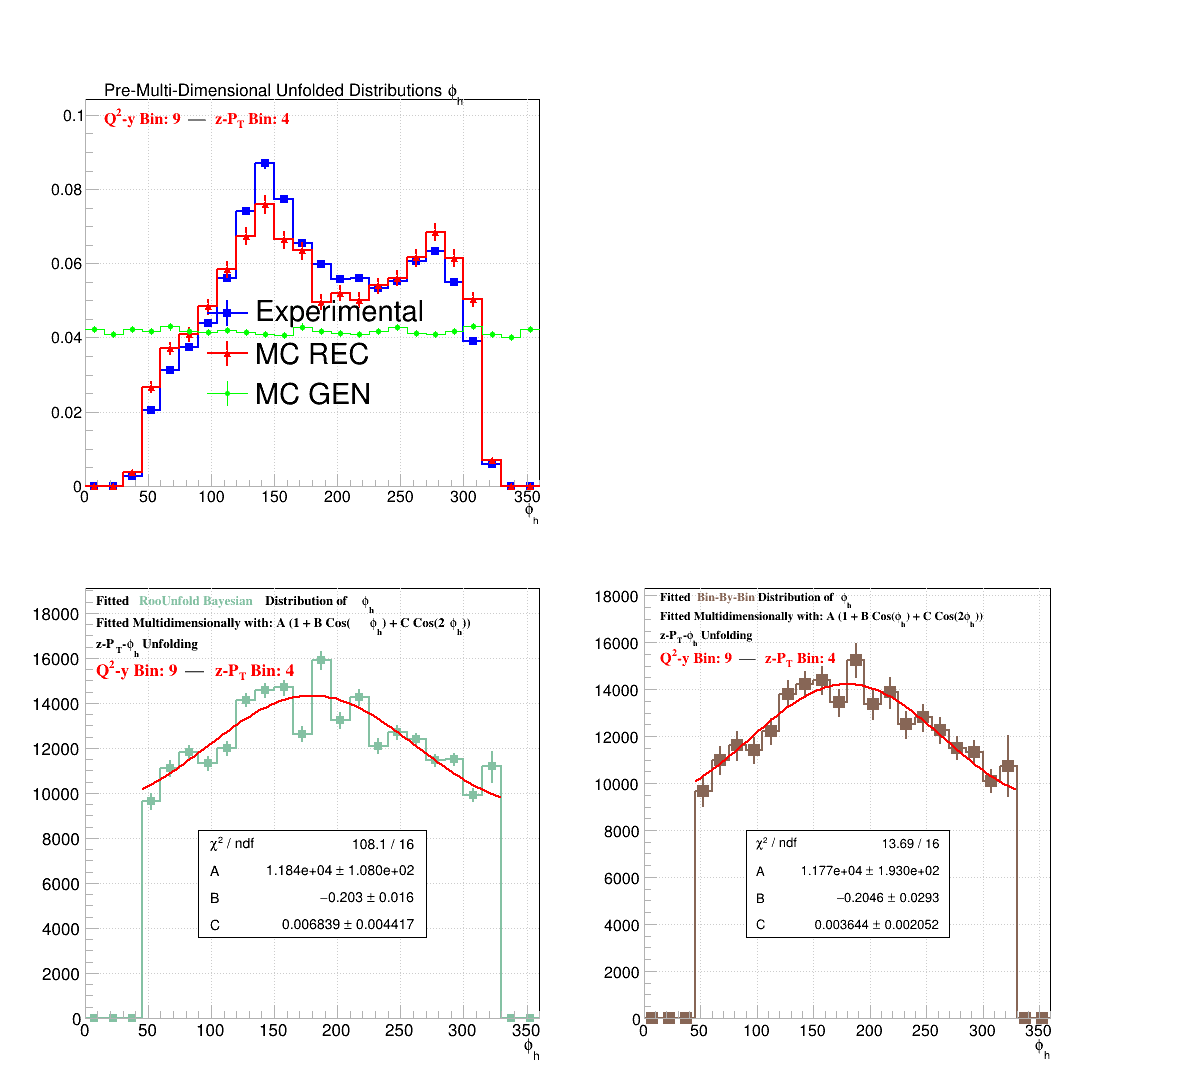 Pre-Multi-Dimensional Unfolded Distributions ϕh
Q2-y Bin: 9 — z-PT Bin: 4
0.1
0.08
0.06
0.04
0.02
0
Experimental
MC REC
MC GEN
0 50 100 150 200 250 300 350
ϕh
Fitted RooUnfold Bayesian Distribution of ϕh
Fitted Multidimensionally with: A (1 + B Cos( ϕh) + C Cos(2 ϕh))
z-PT-ϕh Unfolding
Q2-y Bin: 9 — z-PT Bin: 4
18000
16000
14000
12000
10000
8000
6000
4000
2000
0
χ2 / ndf 108.1 / 16
A 1.184e+04 ± 1.080e+02
B −0.203 ± 0.016
C 0.006839 ± 0.004417
0 50 100 150 200 250 300 350
ϕh
Fitted Bin-By-Bin Distribution of ϕh
Fitted Multidimensionally with: A (1 + B Cos(ϕh) + C Cos(2ϕh))
z-PT-ϕh Unfolding
Q2-y Bin: 9 — z-PT Bin: 4
18000
16000
14000
12000
10000
8000
6000
4000
2000
0
χ2 / ndf 13.69 / 16
A 1.177e+04 ± 1.930e+02
B −0.2046 ± 0.0293
C 0.003644 ± 0.002052
0 50 100 150 200 250 300 350
ϕh